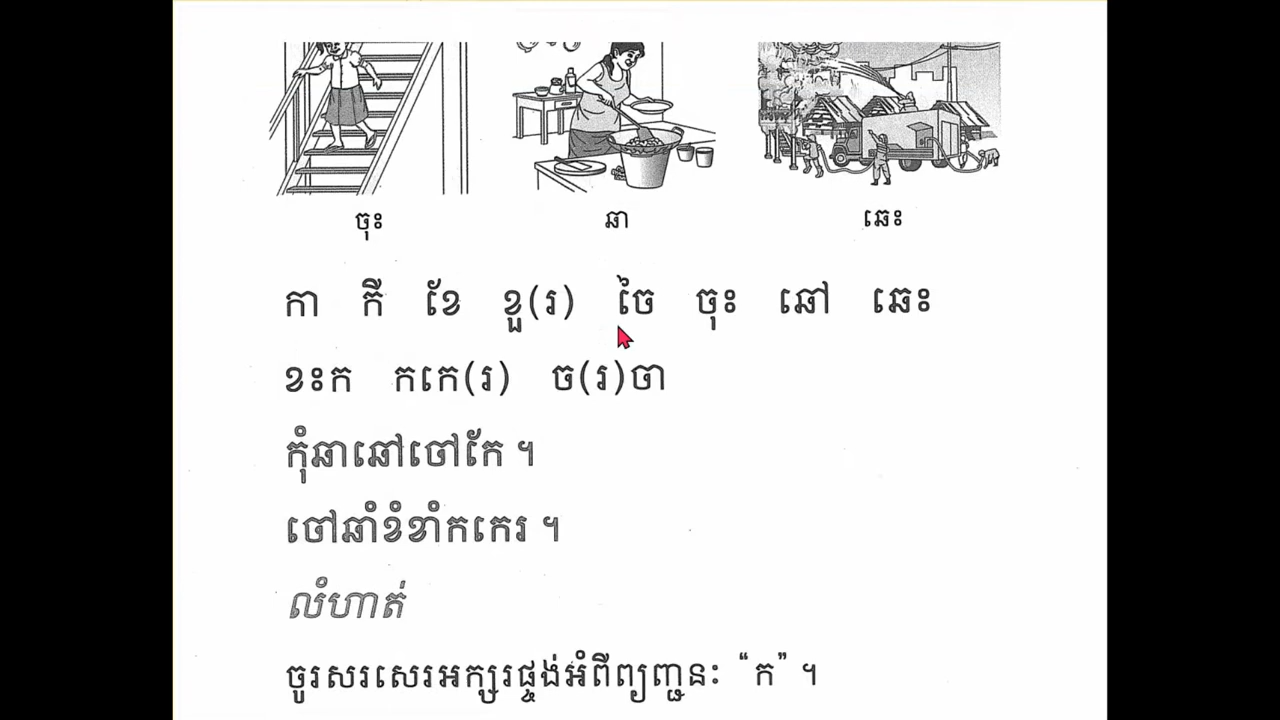 ចុះ ឆា ឆេះ
កា កី ខែ ខួ(រ) ចៃ ចុះ ឆៅ ឆេះ
ខះក កកេ(រ) ច(រ)ចា
កុំឆាឆៅចៅកែ ។
ចៅឆាំខំខាំកកេរ ។
លំហាត់
ចូរសរសេរអក្សរផ្ចង់អំពីព្យញ្ជនះ “ក” ។